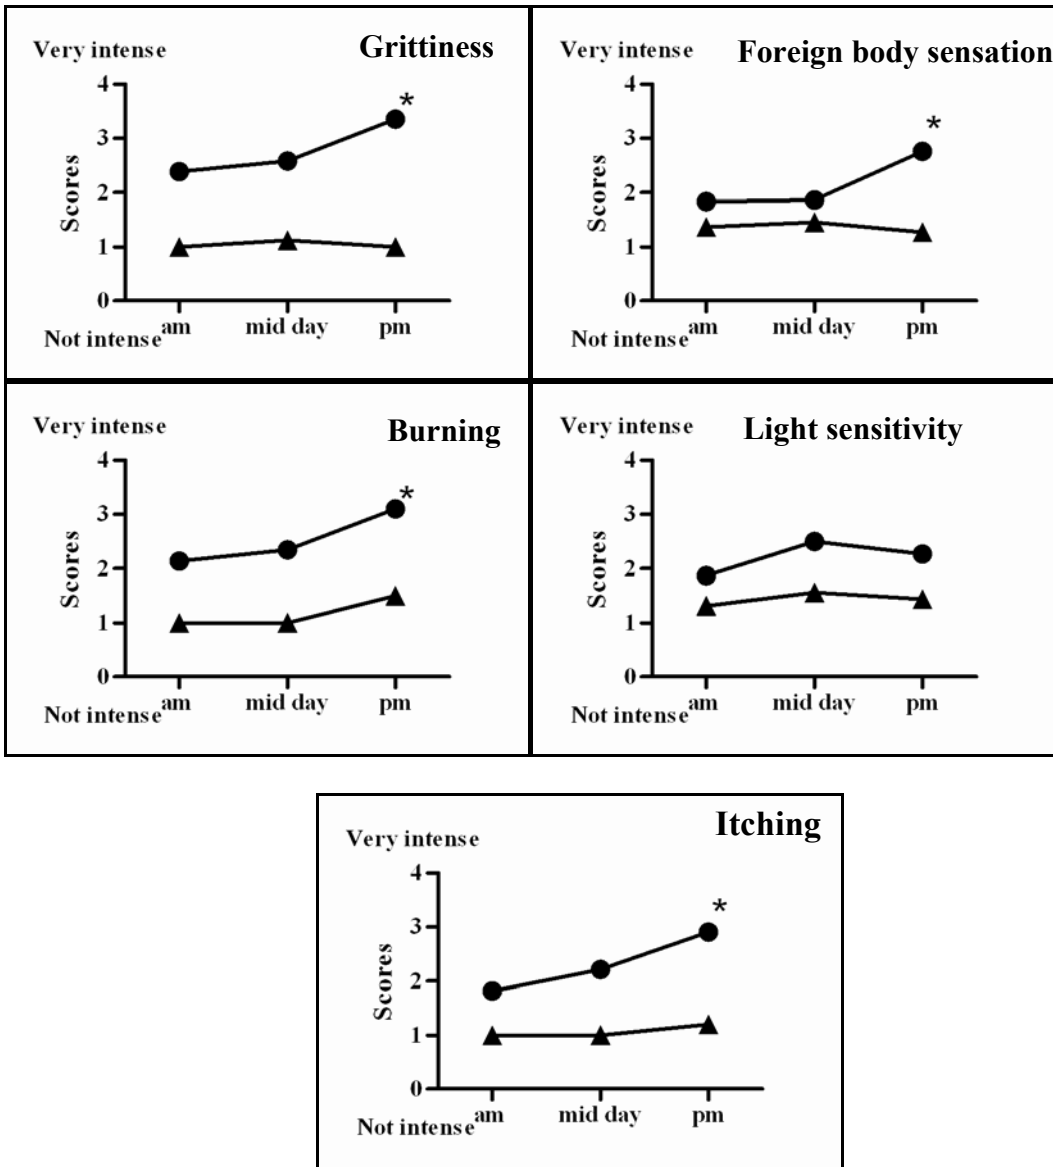 Grittiness
Very intense
4
*
3
Scores
2
1
0
am mid day pm
Not intense
Foreign body sensation
Very intense
4
*
3
Scores
2
1
0
am mid day pm
Not intense
Burning
Very intense
4
*
3
Scores
2
1
0
am mid day pm
Not intense
Light sensitivity
Very intense
4
3
Scores
2
1
0
am mid day pm
Not intense
Itching
Very intense
4
*
3
Scores
2
1
0
am mid day pm
Not intense